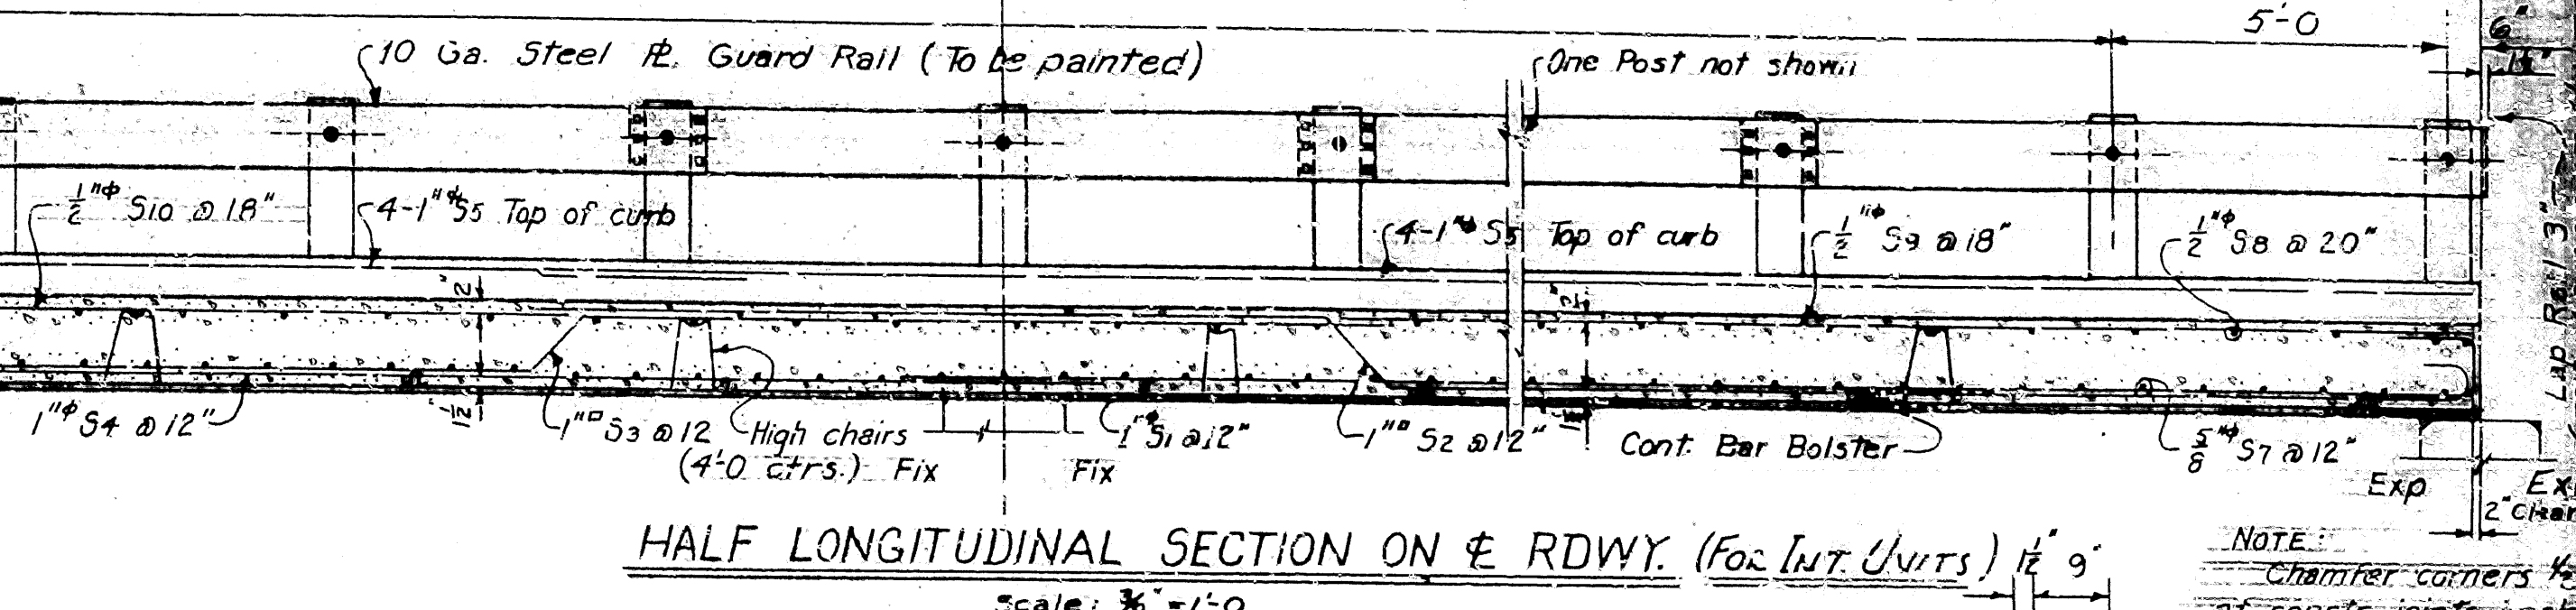 5'-0
6"
10 Ga. Steel ℄. Guard Rail (To be painted)
One Post not shown
1/2"ϕ S10 @ 18"
4-1"ϕ S5 Top of curb
4-1"ϕ S5 Top of curb
1/2"ϕ S9 @ 18"
1/2"ϕ S8 @ 20"
Lap Rail 3"
2"
1"ϕ S4 @ 12"
1"□ S3 @ 12
High chairs
(4'-0 ctrs.)
Fix
Fix
1"ϕ S1 @ 12"
1"□ S2 @ 12"
Cont. Bar Bolster
5/8"ϕ S7 @ 12"
Exp
Ex
2" Clear
HALF LONGITUDINAL SECTION ON ℄ RDWY. (FOR INT. UNITS)
1 1/2" 9"
Scale: 3/8" = 1'-0
NOTE:
Chamfer corners